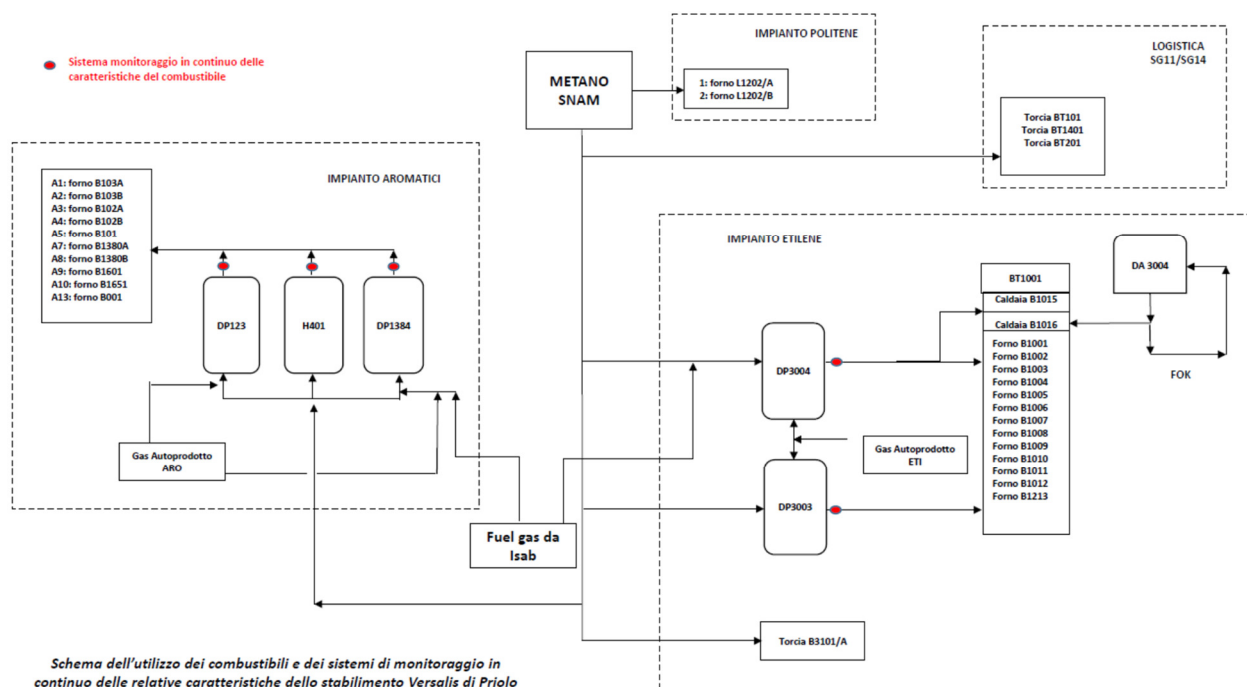 Sistema monitoraggio in continuo delle
caratteristiche del combustibile
METANO
SNAM
IMPIANTO POLITENE
1: forno L1202/A
2: forno L1202/B
LOGISTICA
SG11/SG14
Torcia BT101
Torcia BT1401
Torcia BT201
IMPIANTO AROMATICI
A1: forno B103A
A2: forno B103B
A3: forno B102A
A4: forno B102B
A5: forno B101
A7: forno B1380A
A8: forno B1380B
A9: forno B1601
A10: forno B1651
A13: forno B001
DP123
H401
DP1384
Gas Autoprodotto
ARO
Fuel gas da
Isab
IMPIANTO ETILENE
DP3004
DP3003
Gas Autoprodotto
ETI
BT1001
Caldaia B1015
Caldaia B1016
Forno B1001
Forno B1002
Forno B1003
Forno B1004
Forno B1005
Forno B1006
Forno B1007
Forno B1008
Forno B1009
Forno B1010
Forno B1011
Forno B1012
Forno B1213
DA 3004
FOK
Torcia B3101/A
Schema dell'utilizzo dei combustibili e dei sistemi di monitoraggio in
continuo delle relative caratteristiche dello stabilimento Versalis di Priolo